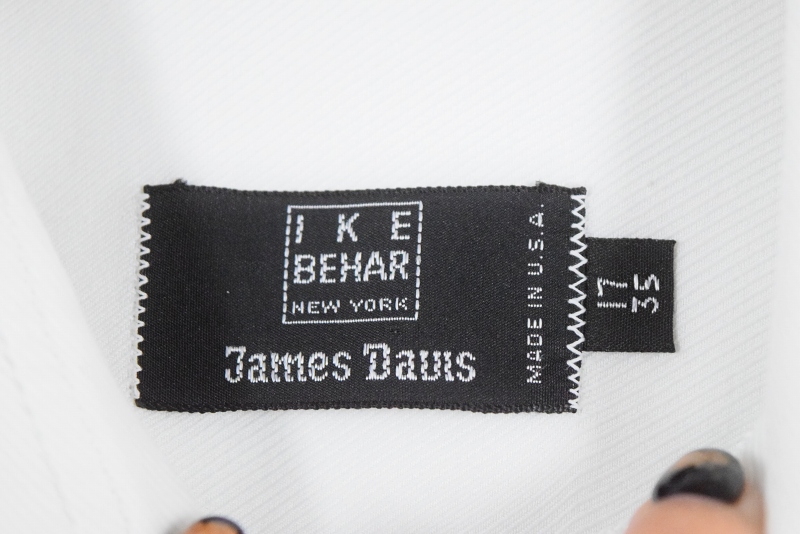 IKE
BEHAR
NEW YORK
James Davis
MADE IN U.S.A.
17
35